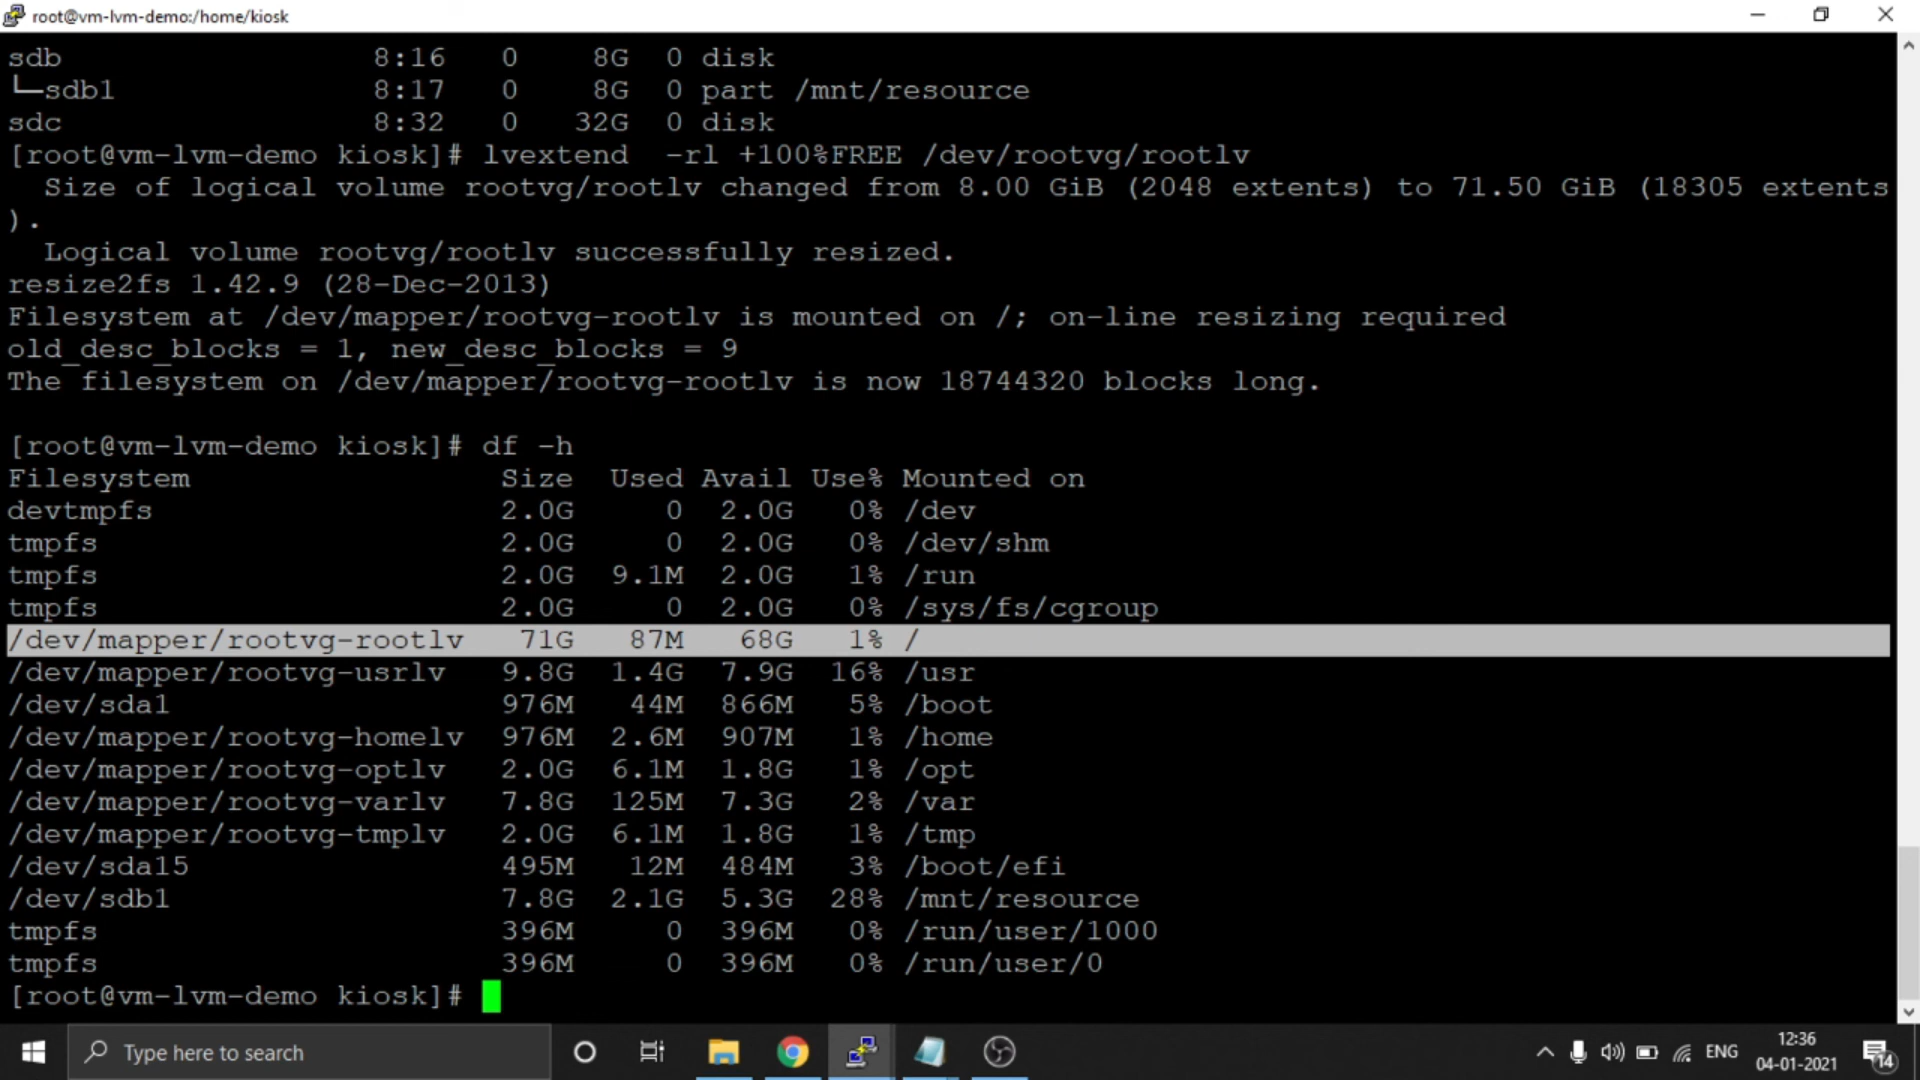 root@vm-lvm-demo:/home/kiosk
sdb 8:16 0 8G 0 disk
└─sdb1 8:17 0 8G 0 part /mnt/resource
sdc 8:32 0 32G 0 disk
[root@vm-lvm-demo kiosk]# lvextend -rl +100%FREE /dev/rootvg/rootlv
Size of logical volume rootvg/rootlv changed from 8.00 GiB (2048 extents) to 71.50 GiB (18305 extents
).
Logical volume rootvg/rootlv successfully resized.
resize2fs 1.42.9 (28-Dec-2013)
Filesystem at /dev/mapper/rootvg-rootlv is mounted on /; on-line resizing required
old_desc_blocks = 1, new_desc_blocks = 9
The filesystem on /dev/mapper/rootvg-rootlv is now 18744320 blocks long.
[root@vm-lvm-demo kiosk]# df -h
Filesystem Size Used Avail Use% Mounted on
devtmpfs 2.0G 0 2.0G 0% /dev
tmpfs 2.0G 0 2.0G 0% /dev/shm
tmpfs 2.0G 9.1M 2.0G 1% /run
tmpfs 2.0G 0 2.0G 0% /sys/fs/cgroup
/dev/mapper/rootvg-rootlv 71G 87M 68G 1% /
/dev/mapper/rootvg-usrlv 9.8G 1.4G 7.9G 16% /usr
/dev/sda1 976M 44M 866M 5% /boot
/dev/mapper/rootvg-homelv 976M 2.6M 907M 1% /home
/dev/mapper/rootvg-optlv 2.0G 6.1M 1.8G 1% /opt
/dev/mapper/rootvg-varlv 7.8G 125M 7.3G 2% /var
/dev/mapper/rootvg-tmplv 2.0G 6.1M 1.8G 1% /tmp
/dev/sda15 495M 12M 484M 3% /boot/efi
/dev/sdb1 7.8G 2.1G 5.3G 28% /mnt/resource
tmpfs 396M 0 396M 0% /run/user/1000
tmpfs 396M 0 396M 0% /run/user/0
[root@vm-lvm-demo kiosk]#
Type here to search
ENG
12:36
04-01-2021
14